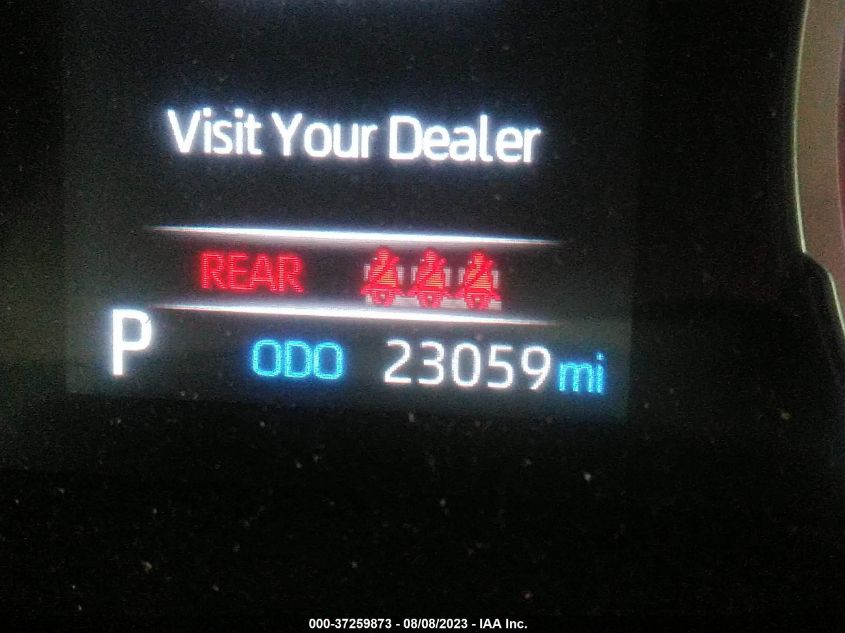 Visit Your Dealer
REAR
P ODO 23059 mi
000-37259873 - 08/08/2023 - IAA Inc.